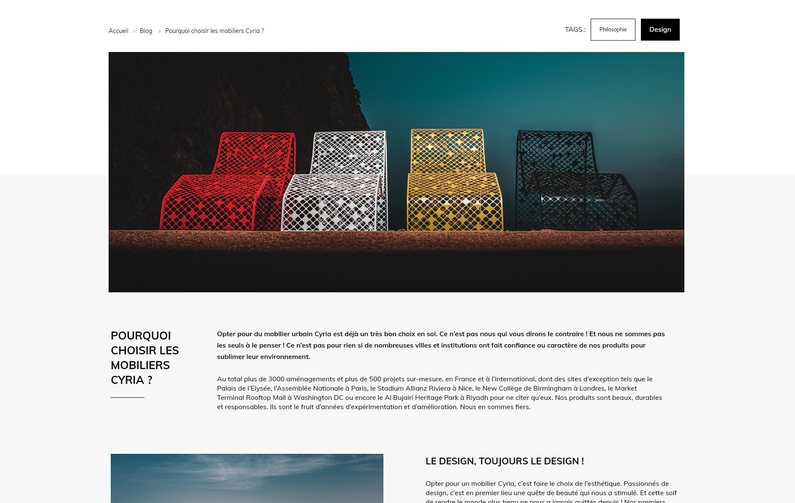 Accueil › Blog › Pourquoi choisir les mobiliers Cyria ?
TAGS : Philosophie Design
POURQUOI
CHOISIR LES
MOBILIERS
CYRIA ?
Opter pour du mobilier urbain Cyria est déjà un très bon choix en soi. Ce n'est pas nous qui vous dirons le contraire ! Et nous ne sommes pas
les seuls à le penser ! Ce n'est pas pour rien si de nombreuses villes et institutions ont fait confiance au caractère de nos produits pour
sublimer leur environnement.
Au total plus de 3000 aménagements et plus de 500 projets sur-mesure, en France et à l'international, dont des sites d'exception tels que le
Palais de l'Elysée, l'Assemblée Nationale à Paris, le Stadium Allianz Riviera à Nice, le New Collège de Birmingham à Londres, le Market
Terminal Rooftop Mall à Washington DC ou encore le Al Bujairi Heritage Park à Riyadh pour ne citer qu'eux. Nos produits sont beaux, durables
et responsables. Ils sont le fruit d'années d'expérimentation et d'amélioration. Nous en sommes fiers.
LE DESIGN, TOUJOURS LE DESIGN !
Opter pour un mobilier Cyria, c'est faire le choix de l'esthétique. Passionnés de
design, c'est en premier lieu une quête de beauté qui nous a stimulé. Et cette soif
de rendre le monde plus beau ne nous a jamais quittés depuis ! Nos premiers